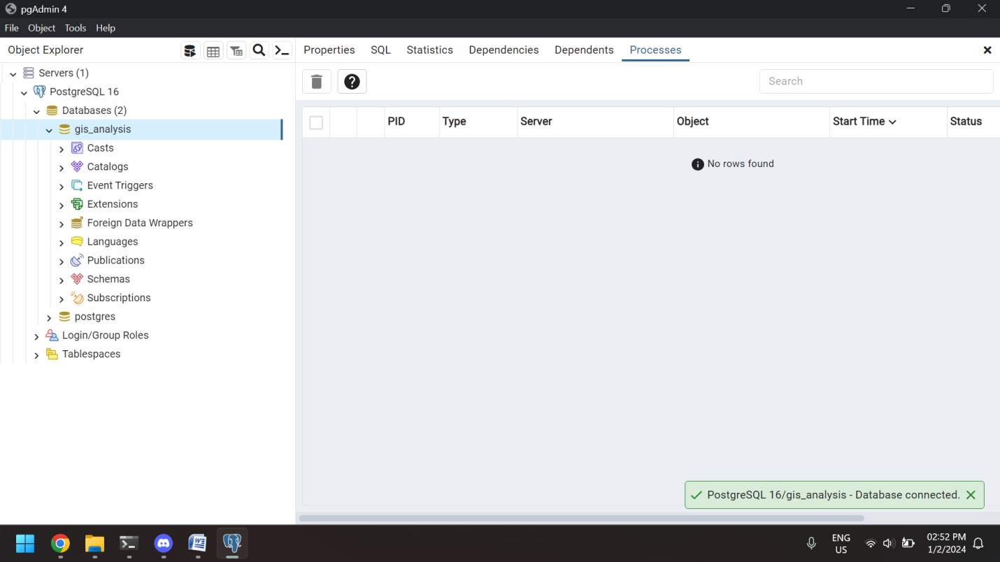 pgAdmin 4
File Object Tools Help
Object Explorer
Properties SQL Statistics Dependencies Dependents Processes
Servers (1)
PostgreSQL 16
Databases (2)
gis_analysis
Casts
Catalogs
Event Triggers
Extensions
Foreign Data Wrappers
Languages
Publications
Schemas
Subscriptions
postgres
Login/Group Roles
Tablespaces
Search
PID Type Server Object Start Time Status
No rows found
PostgreSQL 16/gis_analysis - Database connected.
ENG
US
02:52 PM
1/2/2024